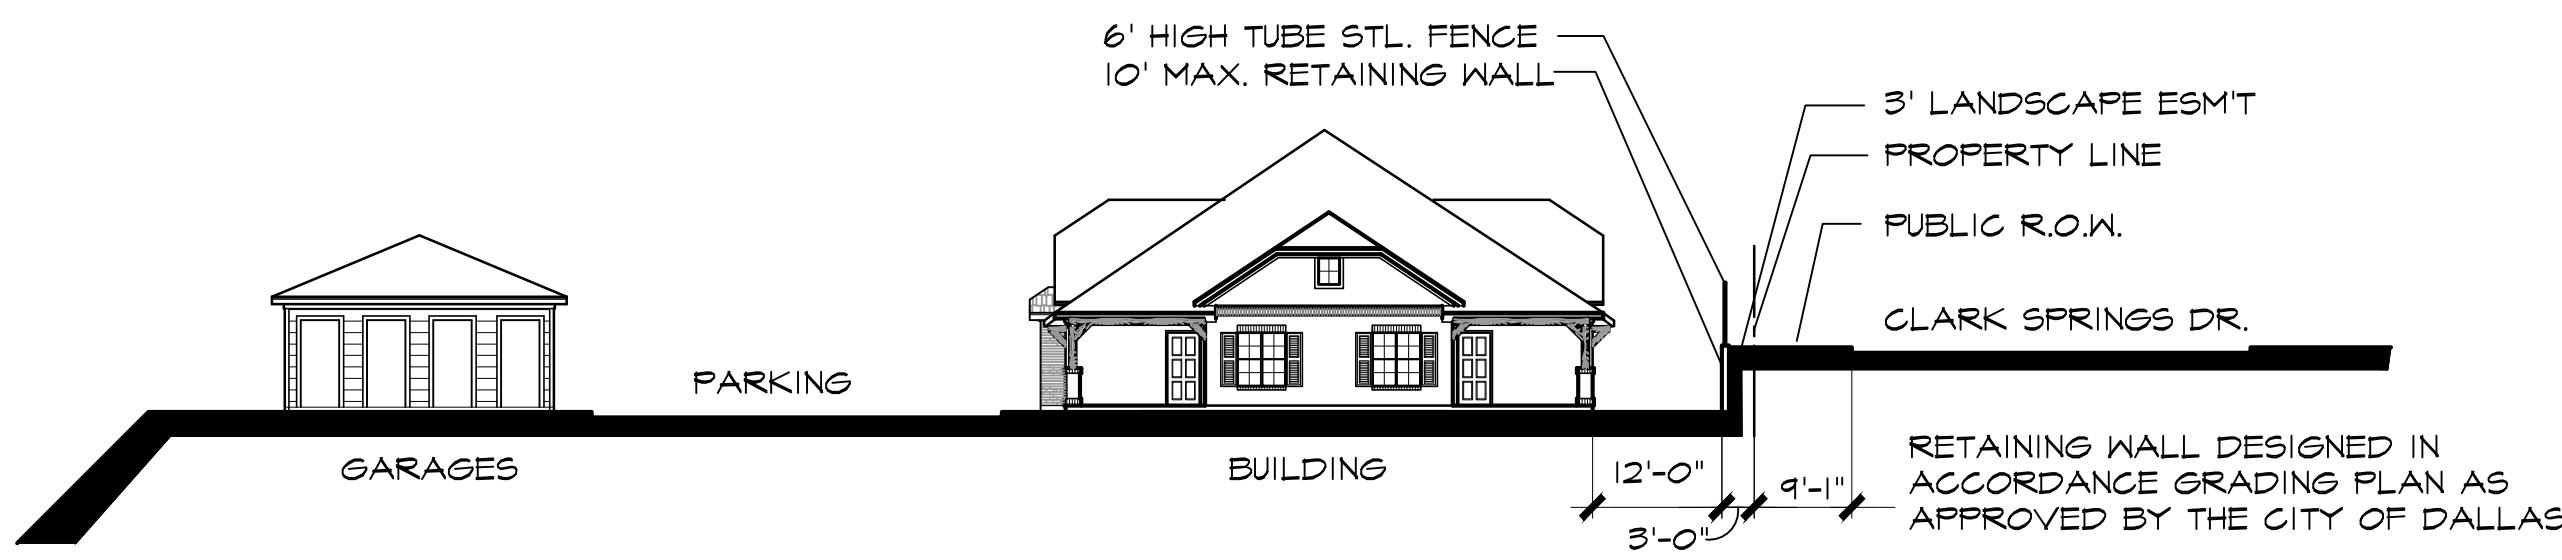 6' HIGH TUBE STL. FENCE
10' MAX. RETAINING WALL
3' LANDSCAPE ESM'T
PROPERTY LINE
PUBLIC R.O.W.
CLARK SPRINGS DR.
PARKING
GARAGES
BUILDING
12'-0"
9'-1"
3'-0"
RETAINING WALL DESIGNED IN
ACCORDANCE GRADING PLAN AS
APPROVED BY THE CITY OF DALLAS